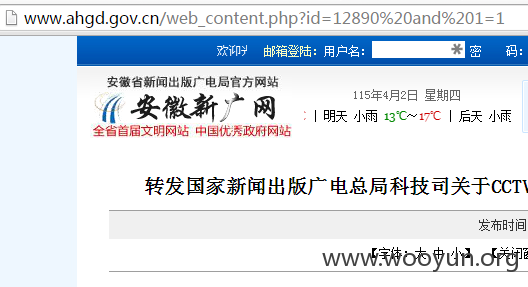 www.ahgd.gov.cn/web_content.php?id=12890%20and%201=1
欢迎 邮箱登陆：用户名： 密 码：
安徽省新闻出版广电局官方网站
安徽新广网
全省首届文明网站 中国优秀政府网站
115年4月2日 星期四
| 明天 小雨 13℃～17℃ | 后天 小雨
转发国家新闻出版广电总局科技司关于CCTV
发布时间
【字体：大 中 小】 【关闭
www.wooyun.org